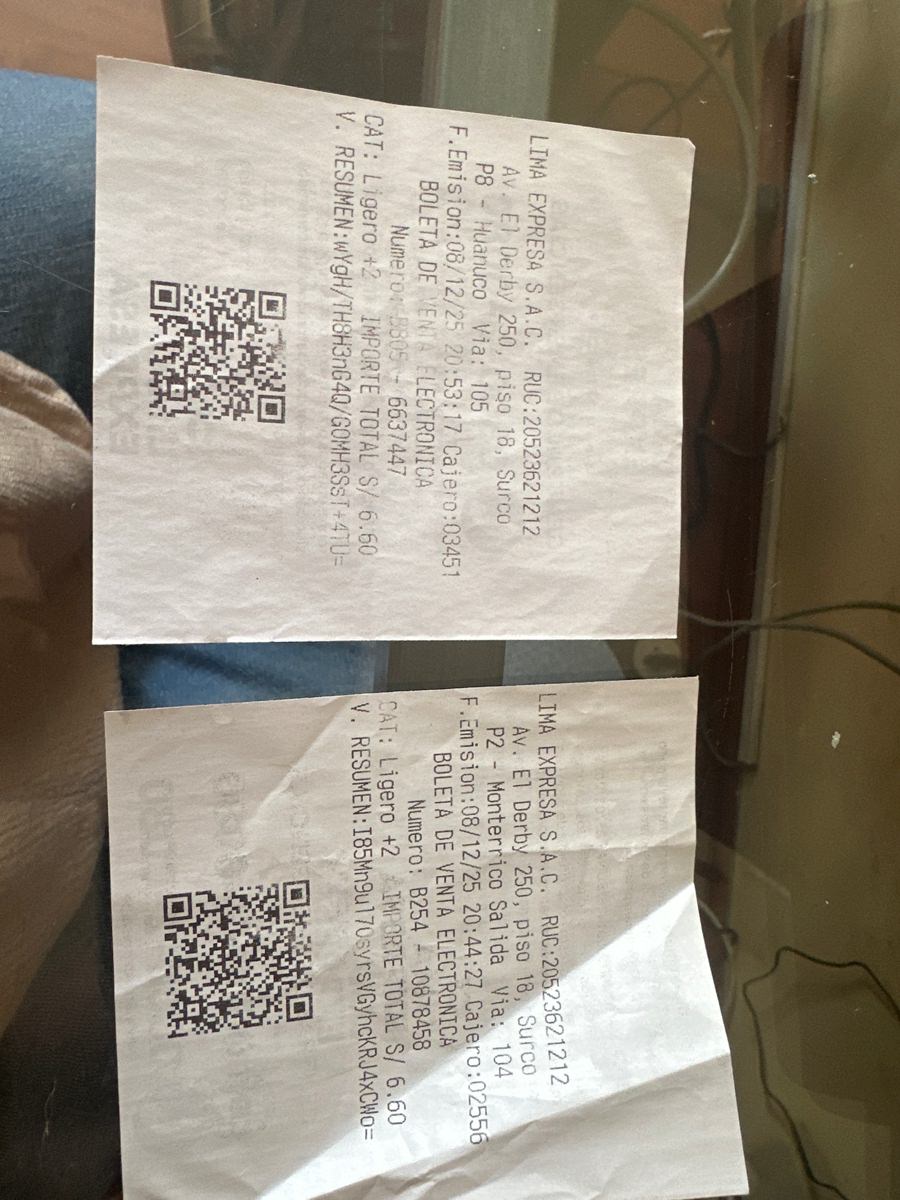 LIMA EXPRESA S.A.C. RUC:20523621212
Av. El Derby 250, piso 18, Surco
P8 - Huanuco Via: 105
F.Emision:08/12/25 20:53:17 Cajero:03451
BOLETA DE VENTA ELECTRONICA
Numero: - 6637447
CAT: Ligero +2 IMPORTE TOTAL S/ 6.60
V. RESUMEN:wYgH/TH8H3nG4Q/GOMH3SsT+4TU=
LIMA EXPRESA S.A.C. RUC:20523621212
Av. El Derby 250, piso 18, Surco
P2 - Monterrico Salida Via: 104
F.Emision:08/12/25 20:44:27 Cajero:02556
BOLETA DE VENTA ELECTRONICA
Numero: B254 - 10878458
CAT: Ligero +2 IMPORTE TOTAL S/ 6.60
V. RESUMEN:I85Mn9ul7OsyrsVGyhcKRJ4xCWo=